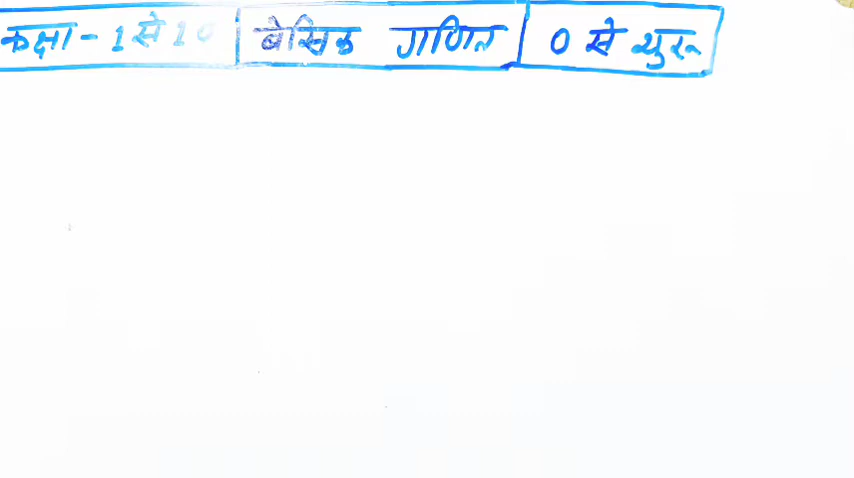 कक्षा - 1 से 10 | बेसिक गणित | 0 से शुरू